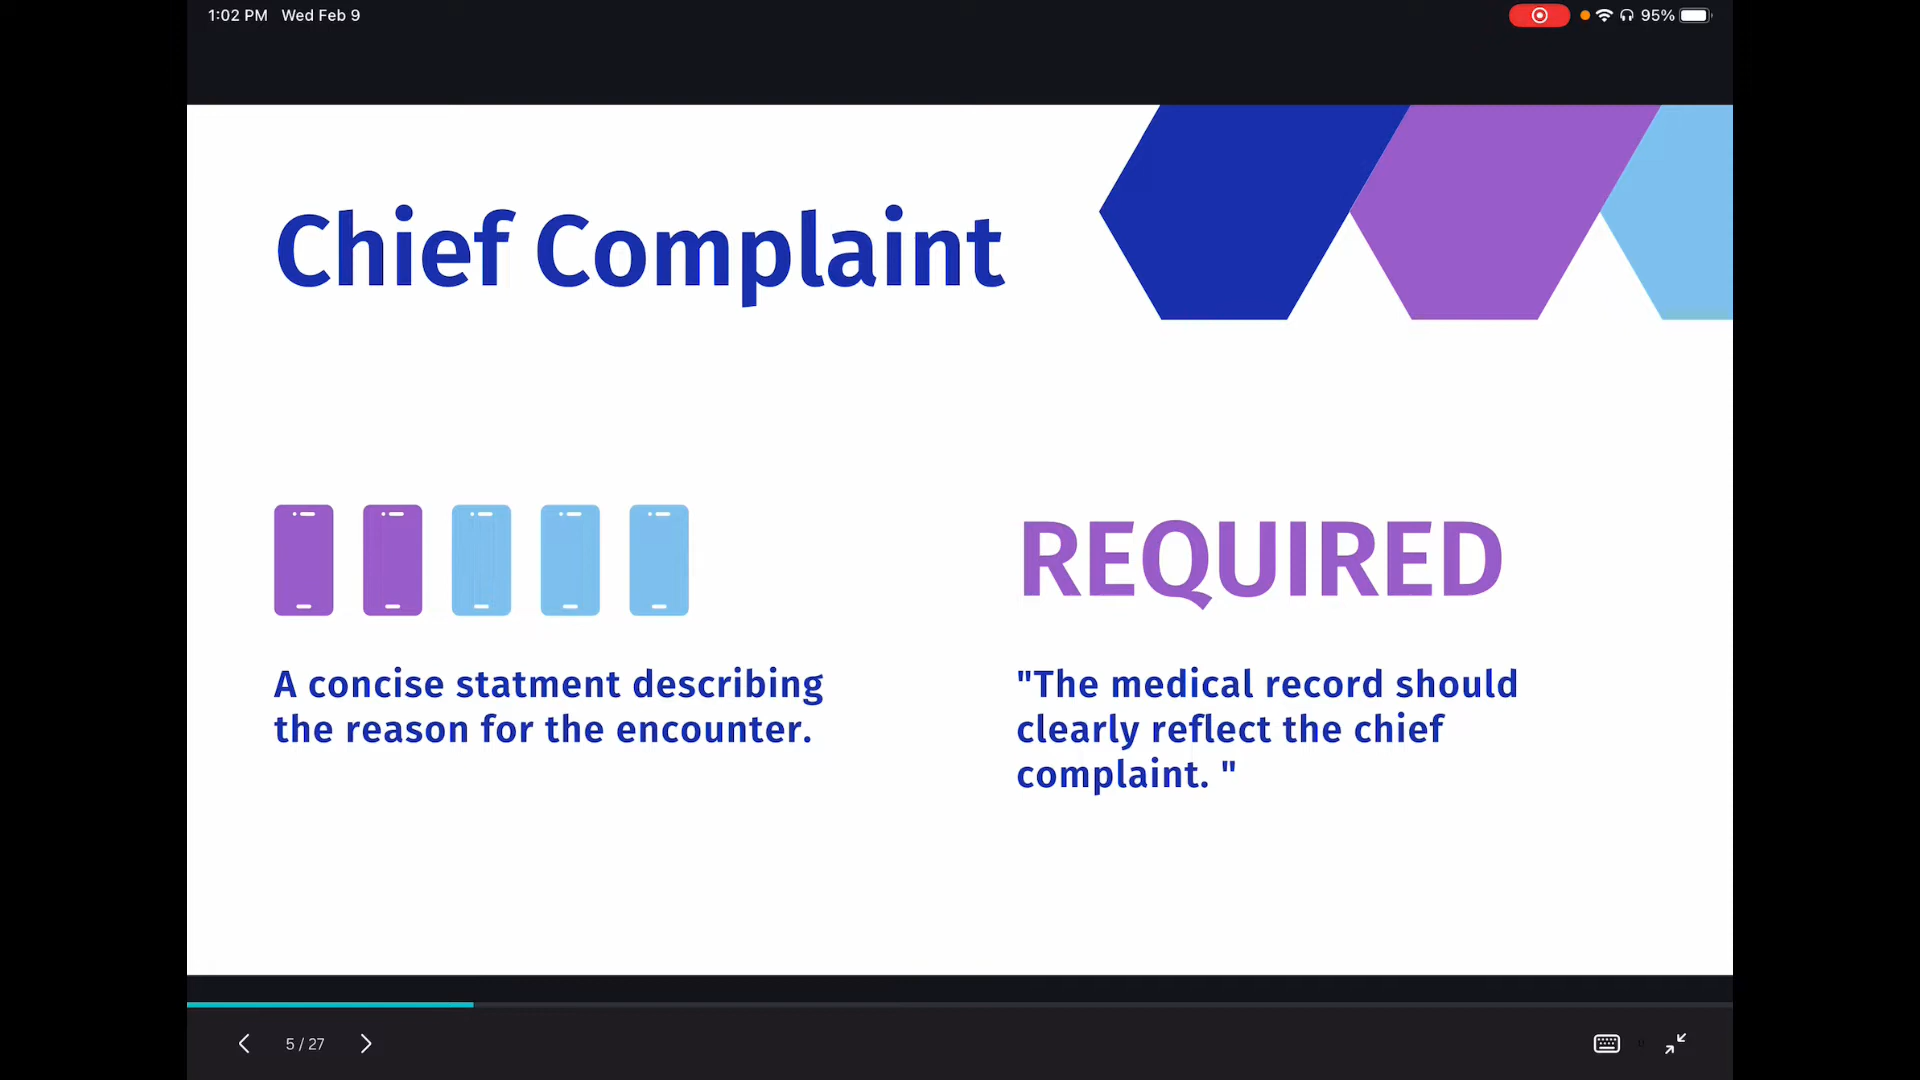 1:02 PM Wed Feb 9
95%
Chief Complaint
REQUIRED
A concise statment describing
the reason for the encounter.
"The medical record should
clearly reflect the chief
complaint. "
5 / 27